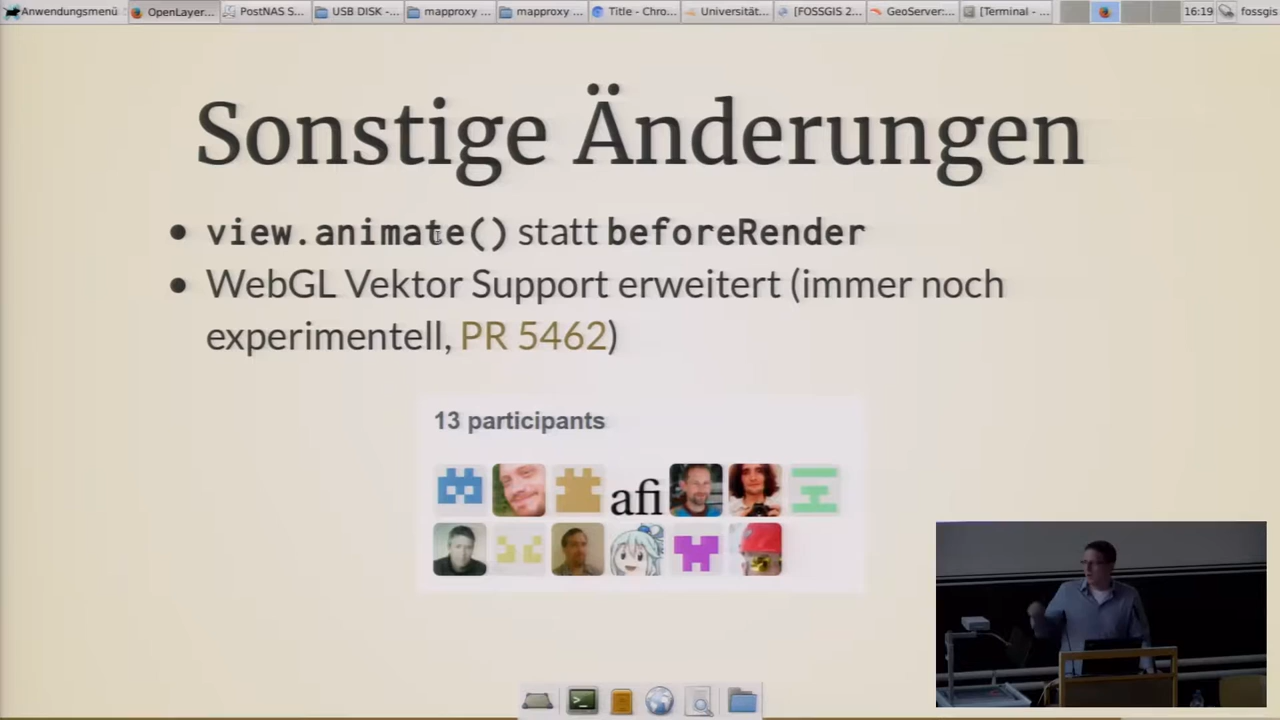 Anwendungsmenü
OpenLayer...
PostNAS S...
USB DISK -...
mapproxy ...
mapproxy ...
Title - Chro...
Universität...
[FOSSGIS 2...
GeoServer:...
[Terminal - ...
16:19
fossgis
Sonstige Änderungen
view.animate() statt beforeRender
WebGL Vektor Support erweitert (immer noch
experimentell, PR 5462)
13 participants
afi